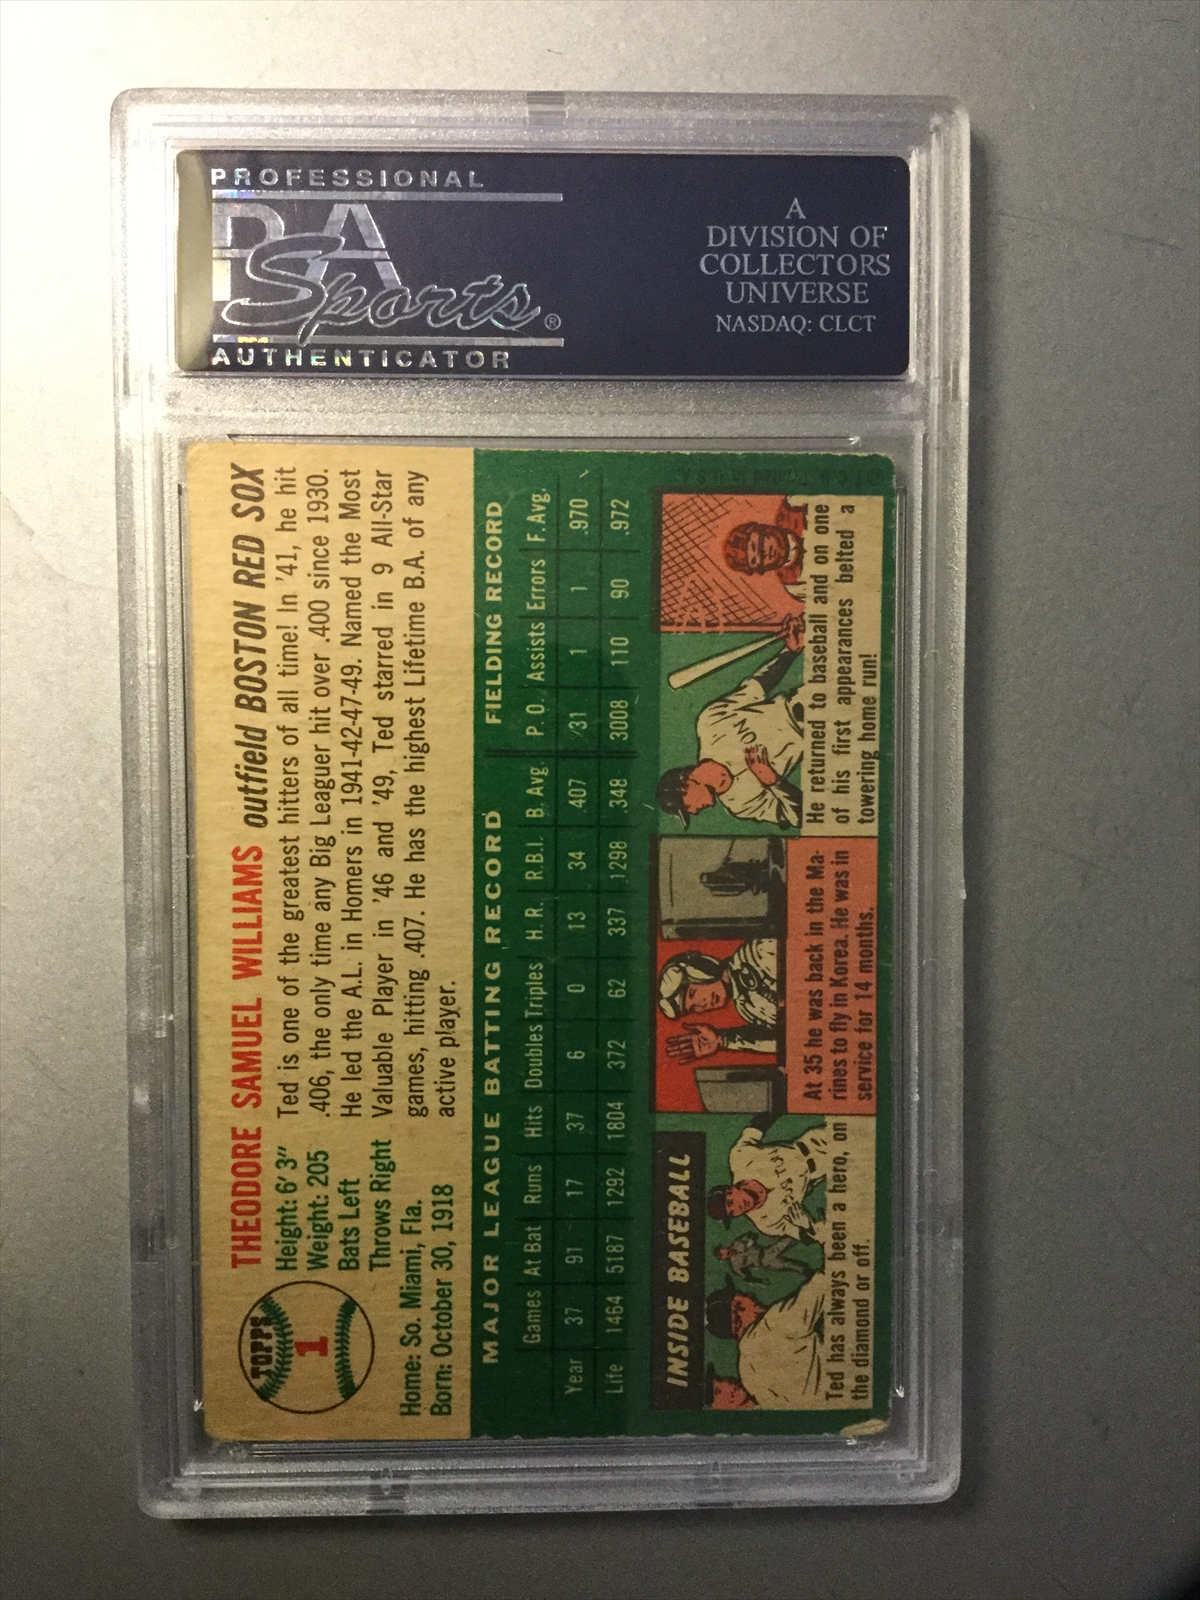 PROFESSIONAL
PSA
Sports®
AUTHENTICATOR
A
DIVISION OF
COLLECTORS
UNIVERSE
NASDAQ: CLCT
TOPPS
1
THEODORE SAMUEL WILLIAMS outfield BOSTON RED SOX
Height: 6'3"
Weight: 205
Bats Left
Throws Right
Home: So. Miami, Fla.
Born: October 30, 1918
Ted is one of the greatest hitters of all time! In '41, he hit
.406, the only time any Big Leaguer hit over .400 since 1930.
He led the A.L. in Homers in 1941-42-47-49. Named the Most
Valuable Player in '46 and '49, Ted starred in 9 All-Star
games, hitting .407. He has the highest Lifetime B.A. of any
active player.
MAJOR LEAGUE BATTING RECORD FIELDING RECORD
Games At Bat Runs Hits Doubles Triples H.R. R.B.I. B. Avg. P.O. Assists Errors F. Avg.
Year 37 91 17 37 6 0 13 34 .407 31 1 1 .970
Life 1464 5187 1292 1804 372 62 337 1298 .348 3008 110 90 .972
INSIDE BASEBALL
Ted has always been a hero, on
the diamond or off.
At 35 he was back in the Ma-
rines to fly in Korea. He was in
service for 14 months.
He returned to baseball and on one
of his first appearances belted a
towering home run!
© T.C.G. Printed in U.S.A.